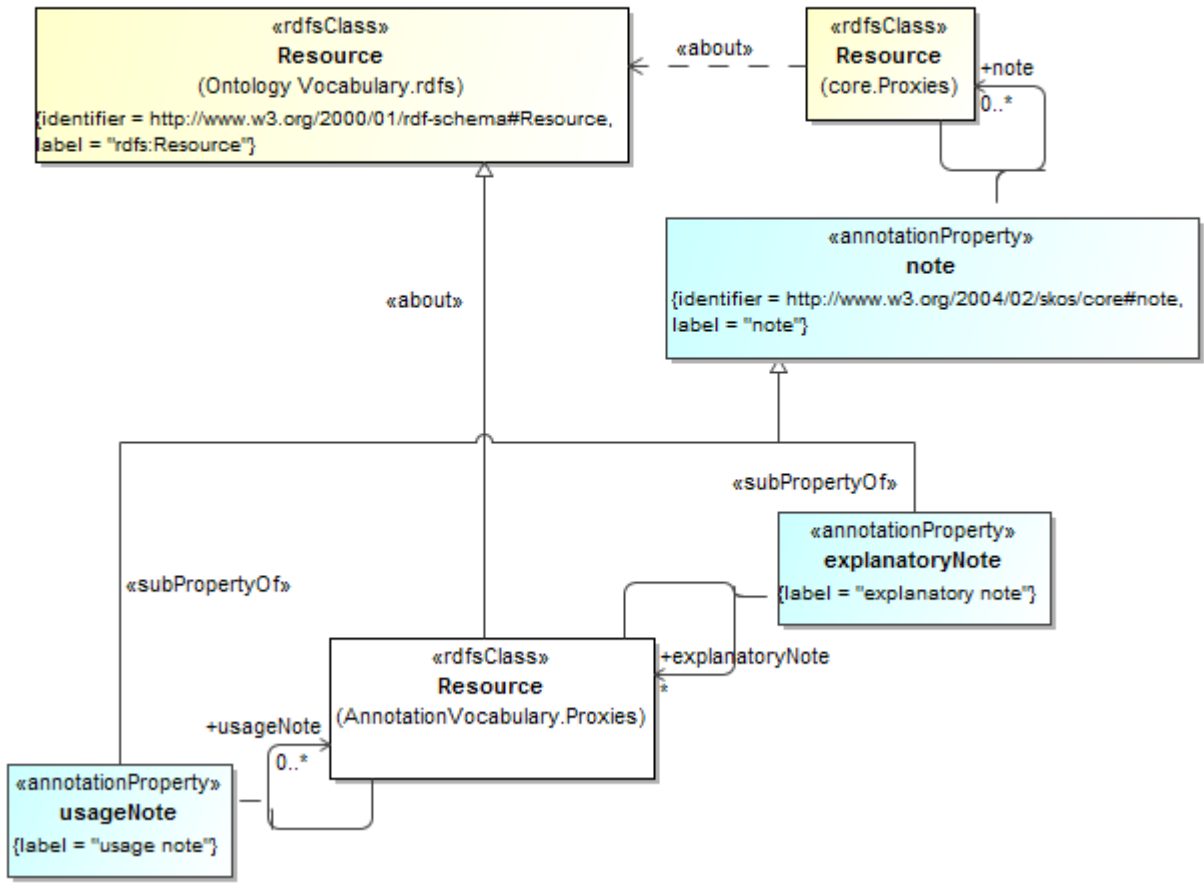 «rdfsClass»
Resource
(Ontology Vocabulary.rdfs)
{identifier = http://www.w3.org/2000/01/rdf-schema#Resource,
label = "rdfs:Resource"}
«about»
«rdfsClass»
Resource
(core.Proxies)
+note
0..*
«annotationProperty»
note
{identifier = http://www.w3.org/2004/02/skos/core#note,
label = "note"}
«about»
«subPropertyOf»
«annotationProperty»
explanatoryNote
{label = "explanatory note"}
«subPropertyOf»
«rdfsClass»
Resource
(AnnotationVocabulary.Proxies)
+explanatoryNote
*
+usageNote
0..*
«annotationProperty»
usageNote
{label = "usage note"}